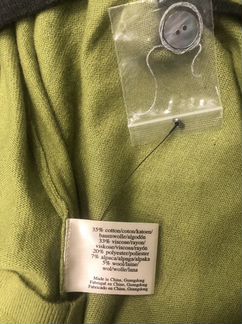 35% cotton/coton/katoen/
baumwolle/algodón
33% viscose/rayon/
viskose/viscosa/rayón
20% polyester/poliester
7% alpaca/alpaga/alpaka
5% wool/laine/
wol/wolle/lana
Made in China, Guangdong
Fabriqué en Chine, Guangdong
Fabricado en China, Guangdong